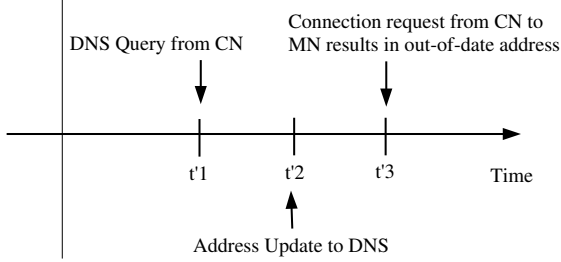 Connection request from CN to
MN results in out-of-date address
DNS Query from CN
t'1
t'2
t'3
Time
Address Update to DNS